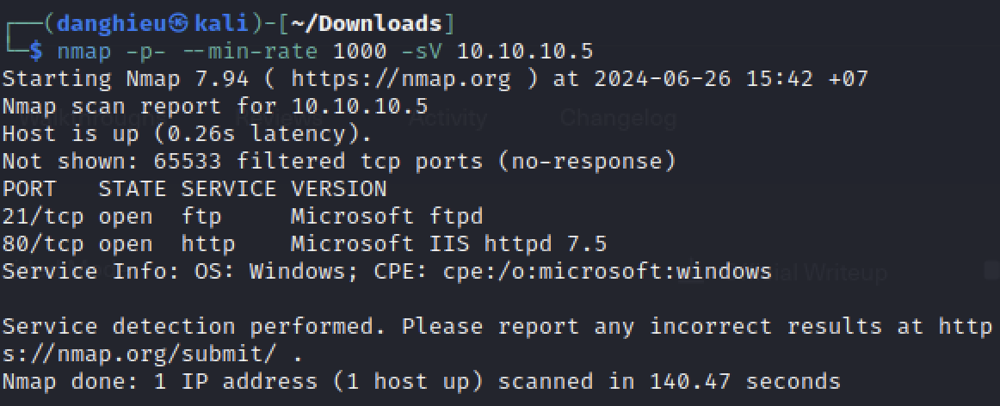 ┌──(danghieu㉿kali)-[~/Downloads]
└─$ nmap -p- --min-rate 1000 -sV 10.10.10.5
Starting Nmap 7.94 ( https://nmap.org ) at 2024-06-26 15:42 +07
Nmap scan report for 10.10.10.5
Activity Changelog
Host is up (0.26s latency).
Not shown: 65533 filtered tcp ports (no-response)
PORT   STATE SERVICE VERSION
21/tcp open  ftp     Microsoft ftpd
80/tcp open  http    Microsoft IIS httpd 7.5
Service Info: OS: Windows; CPE: cpe:/o:microsoft:windows
Writeup
Service detection performed. Please report any incorrect results at http
s://nmap.org/submit/ .
Nmap done: 1 IP address (1 host up) scanned in 140.47 seconds